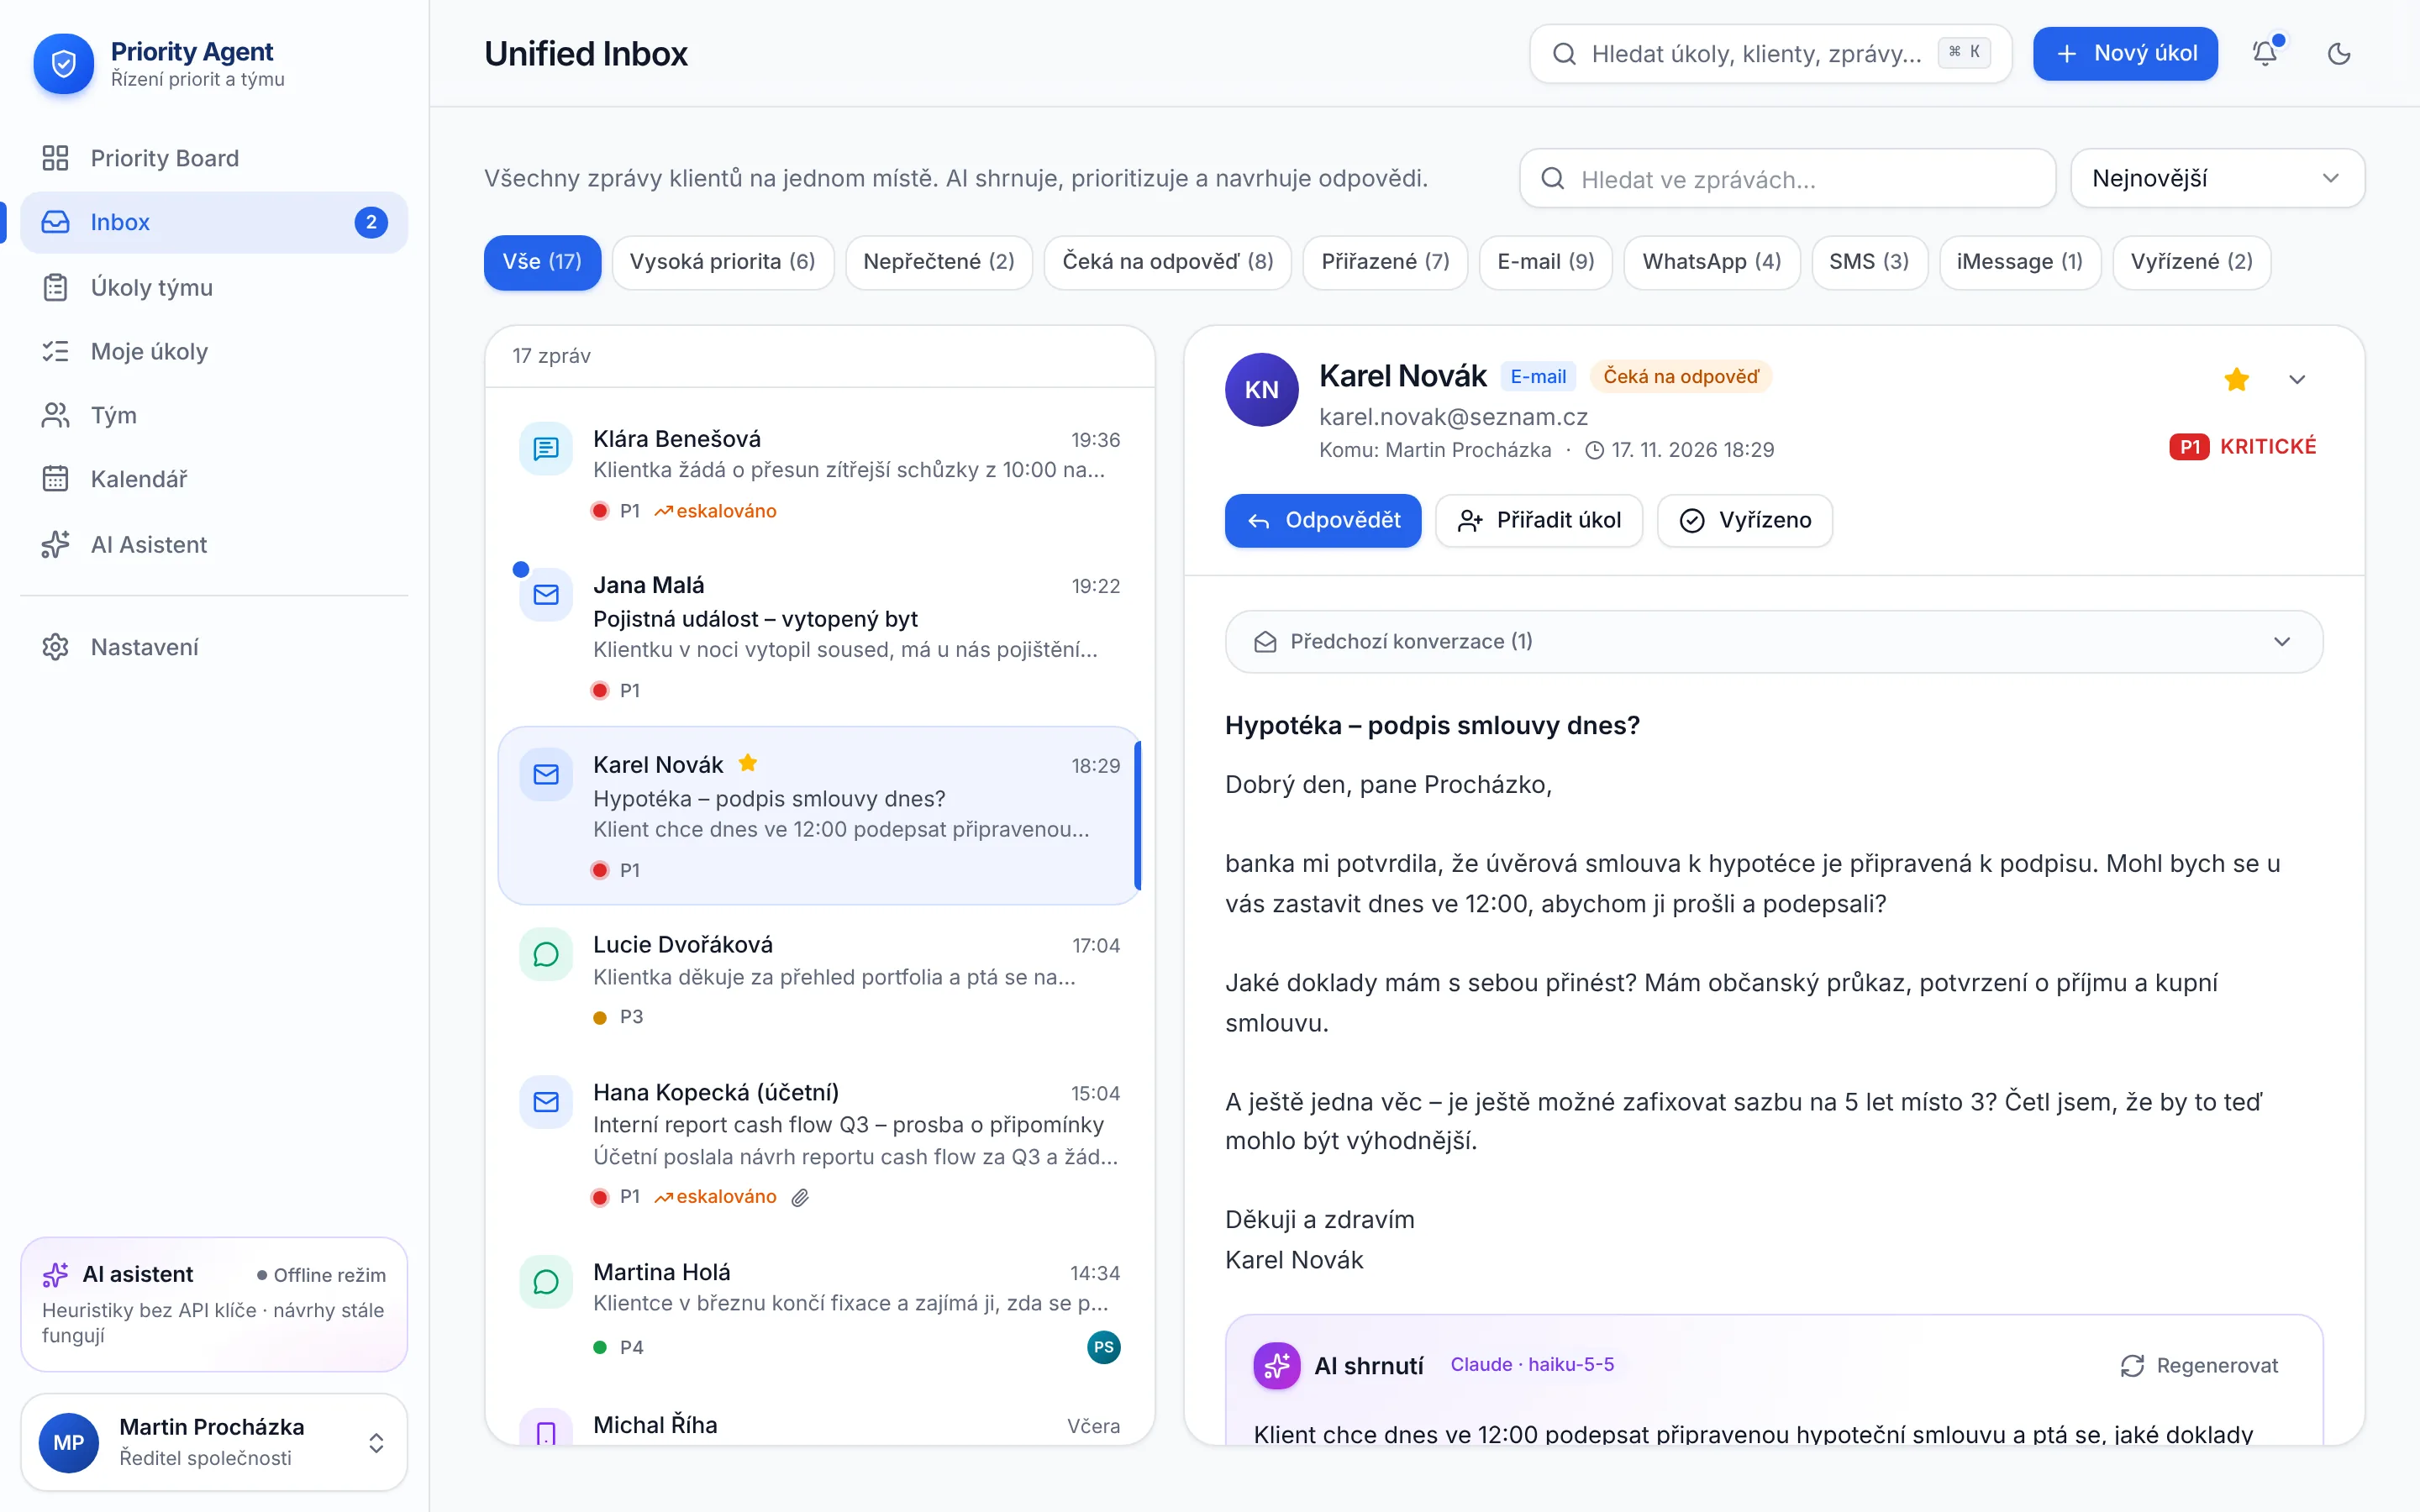 Priority Agent
Řízení priorit a týmu
Priority Board
Inbox
2
Úkoly týmu
Moje úkoly
Tým
Kalendář
AI Asistent
Nastavení
AI asistent
Offline režim
Heuristiky bez API klíče · návrhy stále
fungují
MP
Martin Procházka
Ředitel společnosti
Unified Inbox
Hledat úkoly, klienty, zprávy...
⌘ K
Nový úkol
Všechny zprávy klientů na jednom místě. AI shrnuje, prioritizuje a navrhuje odpovědi.
Hledat ve zprávách...
Nejnovější
Vše (17)
Vysoká priorita (6)
Nepřečtené (2)
Čeká na odpověď (8)
Přiřazené (7)
E-mail (9)
WhatsApp (4)
SMS (3)
iMessage (1)
Vyřízené (2)
17 zpráv
Klára Benešová
19:36
Klientka žádá o přesun zítřejší schůzky z 10:00 na...
P1
eskalováno
Jana Malá
19:22
Pojistná událost – vytopený byt
Klientku v noci vytopil soused, má u nás pojištění...
P1
Karel Novák
18:29
Hypotéka – podpis smlouvy dnes?
Klient chce dnes ve 12:00 podepsat připravenou...
P1
Lucie Dvořáková
17:04
Klientka děkuje za přehled portfolia a ptá se na...
P3
Hana Kopecká (účetní)
15:04
Interní report cash flow Q3 – prosba o připomínky
Účetní poslala návrh reportu cash flow za Q3 a žád...
P1
eskalováno
Martina Holá
14:34
Klientce v březnu končí fixace a zajímá ji, zda se p...
P4
PS
Michal Říha
Včera
KN
Karel Novák
E-mail
Čeká na odpověď
karel.novak@seznam.cz
Komu: Martin Procházka · 17. 11. 2026 18:29
P1 KRITICKÉ
Odpovědět
Přiřadit úkol
Vyřízeno
Předchozí konverzace (1)
Hypotéka – podpis smlouvy dnes?
Dobrý den, pane Procházko,
banka mi potvrdila, že úvěrová smlouva k hypotéce je připravená k podpisu. Mohl bych se u
vás zastavit dnes ve 12:00, abychom ji prošli a podepsali?
Jaké doklady mám s sebou přinést? Mám občanský průkaz, potvrzení o příjmu a kupní
smlouvu.
A ještě jedna věc – je ještě možné zafixovat sazbu na 5 let místo 3? Četl jsem, že by to teď
mohlo být výhodnější.
Děkuji a zdravím
Karel Novák
AI shrnutí
Claude · haiku-5-5
Regenerovat
Klient chce dnes ve 12:00 podepsat připravenou hypoteční smlouvu a ptá se, jaké doklady